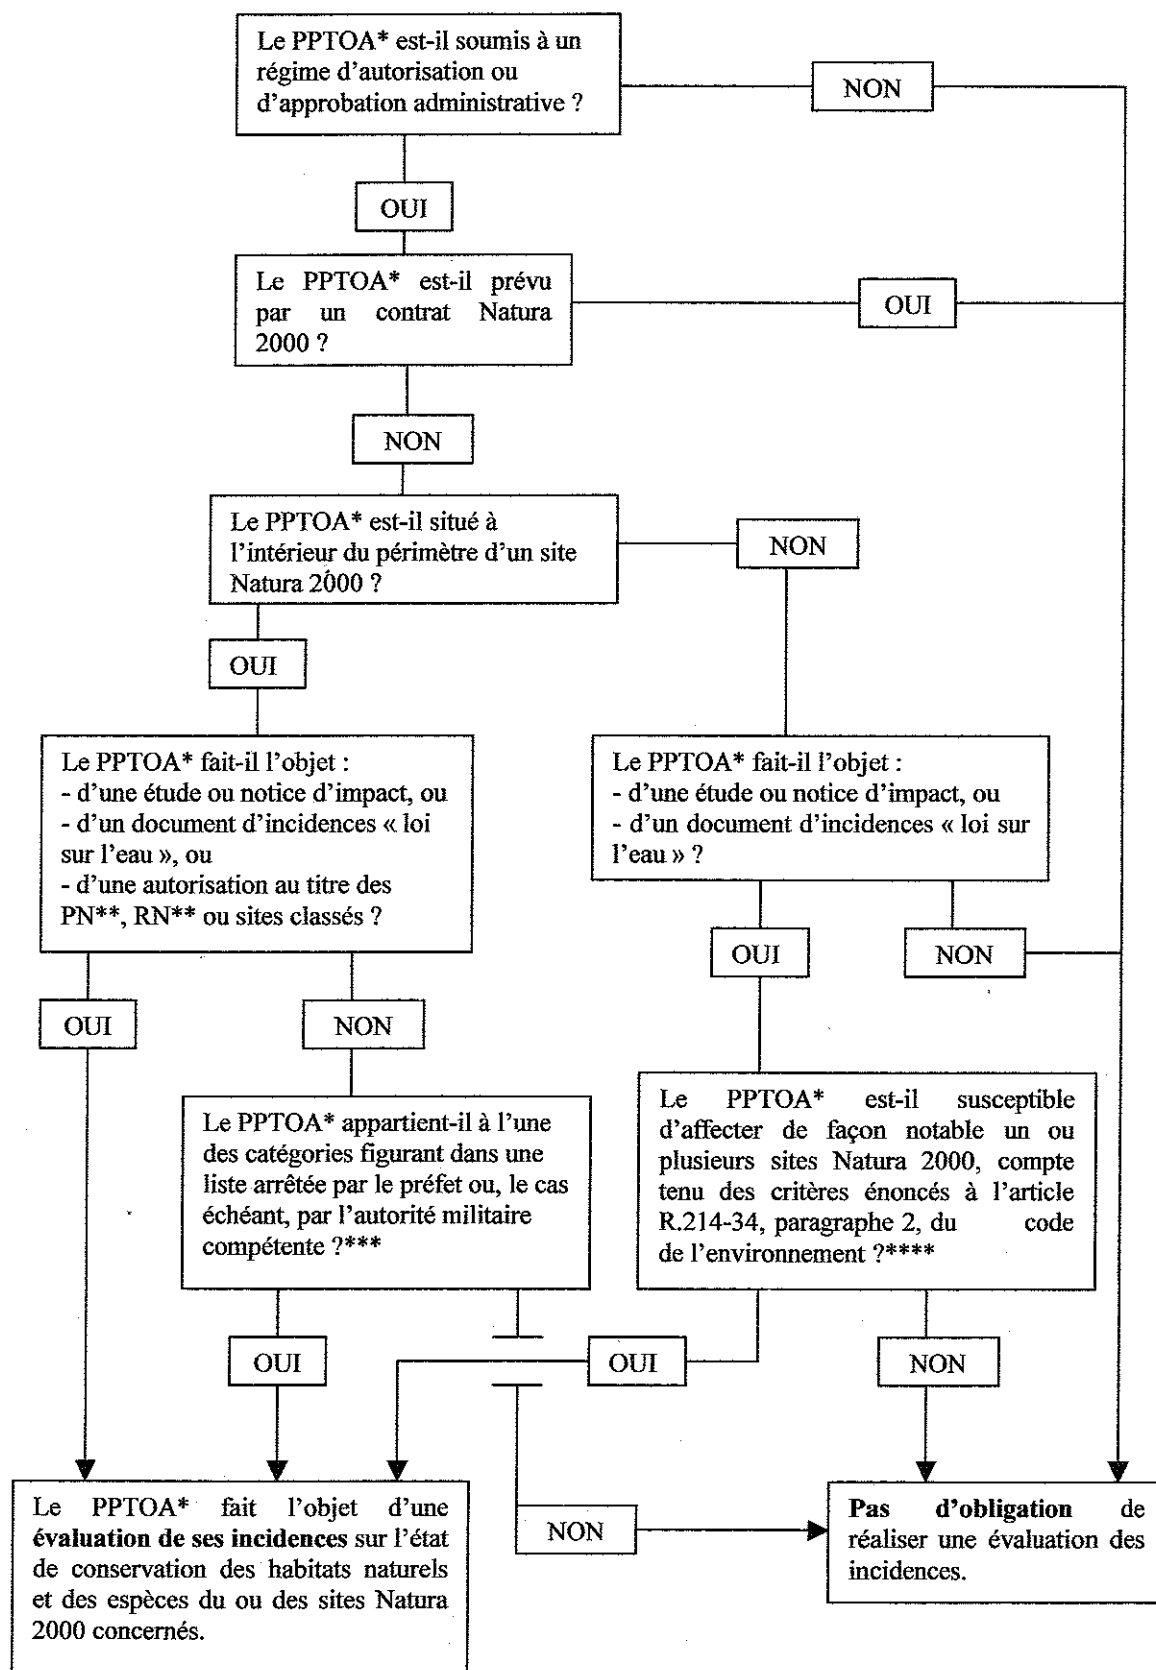 Le PPTOA* est-il soumis à un
régime d'autorisation ou
d'approbation administrative ?
NON
OUI
Le PPTOA* est-il prévu
par un contrat Natura
2000 ?
OUI
NON
Le PPTOA* est-il situé à
l'intérieur du périmètre d'un site
Natura 2000 ?
NON
OUI
Le PPTOA* fait-il l'objet :
- d'une étude ou notice d'impact, ou
- d'un document d'incidences « loi
sur l'eau », ou
- d'une autorisation au titre des
PN**, RN** ou sites classés ?
Le PPTOA* fait-il l'objet :
- d'une étude ou notice d'impact, ou
- d'un document d'incidences « loi sur
l'eau » ?
OUI
NON
OUI
NON
Le PPTOA* appartient-il à l'une
des catégories figurant dans une
liste arrêtée par le préfet ou, le cas
échéant, par l'autorité militaire
compétente ?***
Le PPTOA* est-il susceptible
d'affecter de façon notable un ou
plusieurs sites Natura 2000, compte
tenu des critères énoncés à l'article
R.214-34, paragraphe 2, du code
de l'environnement ?****
OUI
OUI
NON
Le PPTOA* fait l'objet d'une
évaluation de ses incidences sur l'état
de conservation des habitats naturels
et des espèces du ou des sites Natura
2000 concernés.
NON
Pas d'obligation de
réaliser une évaluation des
incidences.